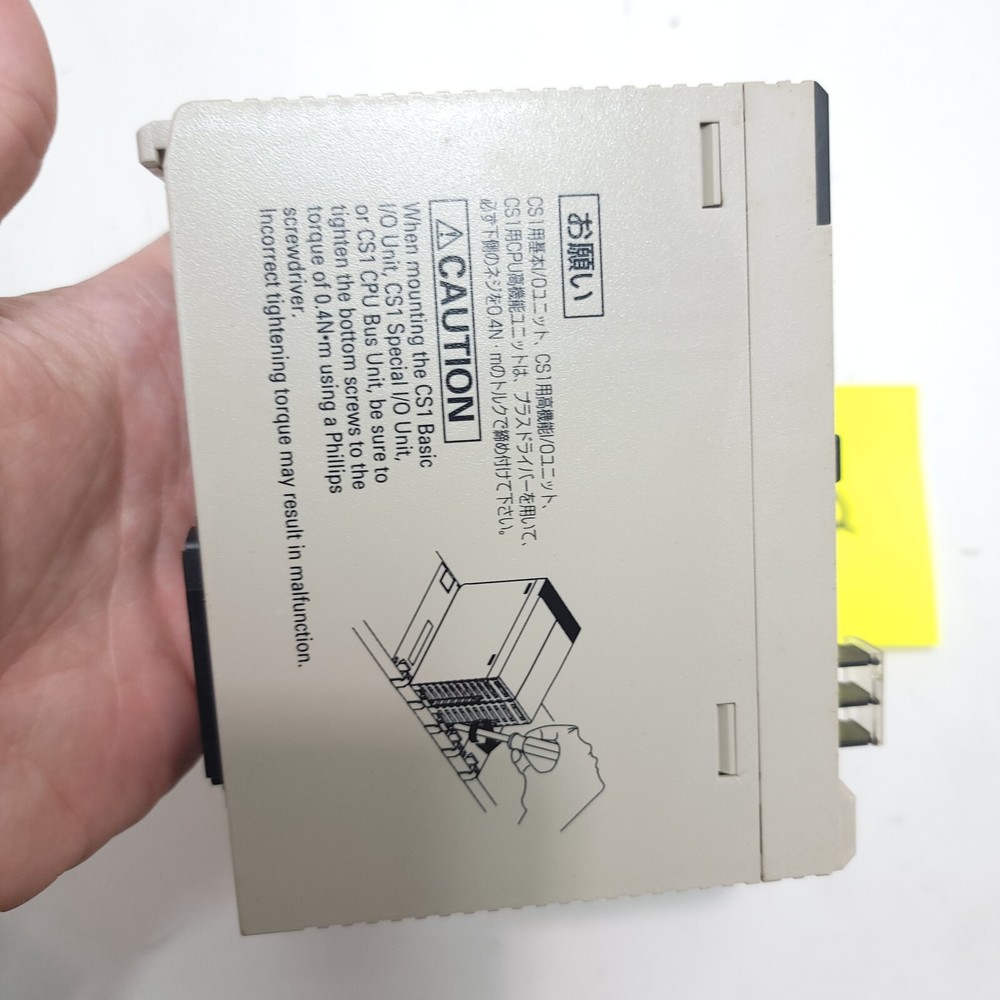 お願い
CS1用基本I/Oユニット、CS1用高機能I/Oユニット、
CS1用CPU高機能ユニットは、プラスドライバーを用いて、
必ず下側のネジを0.4N・mのトルクで締め付けて下さい。
⚠CAUTION
When mounting the CS1 Basic
I/O Unit, CS1 Special I/O Unit,
or CS1 CPU Bus Unit, be sure to
tighten the bottom screws to the
torque of 0.4N•m using a Phillips
screwdriver.
Incorrect tightening torque may result in malfunction.